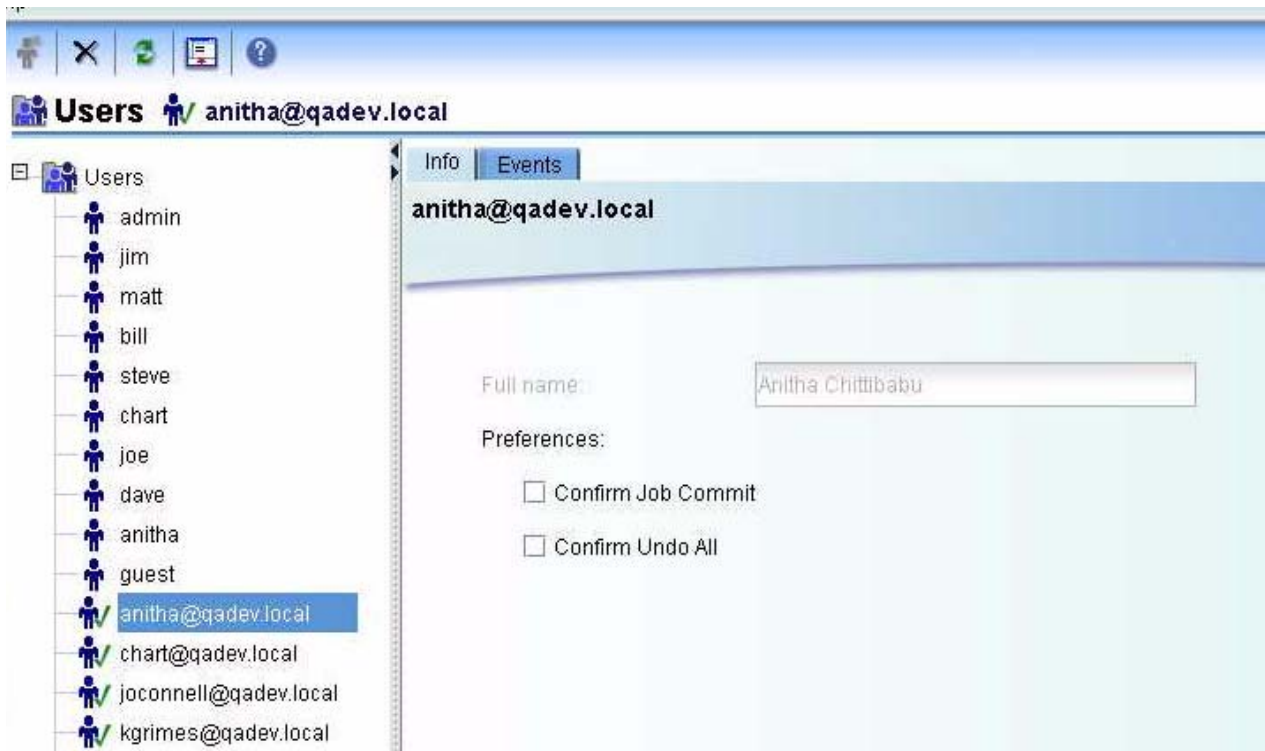 Users anitha@qadev.local
Users
admin
jim
matt
bill
steve
chart
joe
dave
anitha
guest
anitha@qadev.local
chart@qadev.local
joconnell@qadev.local
kgrimes@qadev.local
Info Events
anitha@qadev.local
Full name: Anitha Chittibabu
Preferences:
Confirm Job Commit
Confirm Undo All